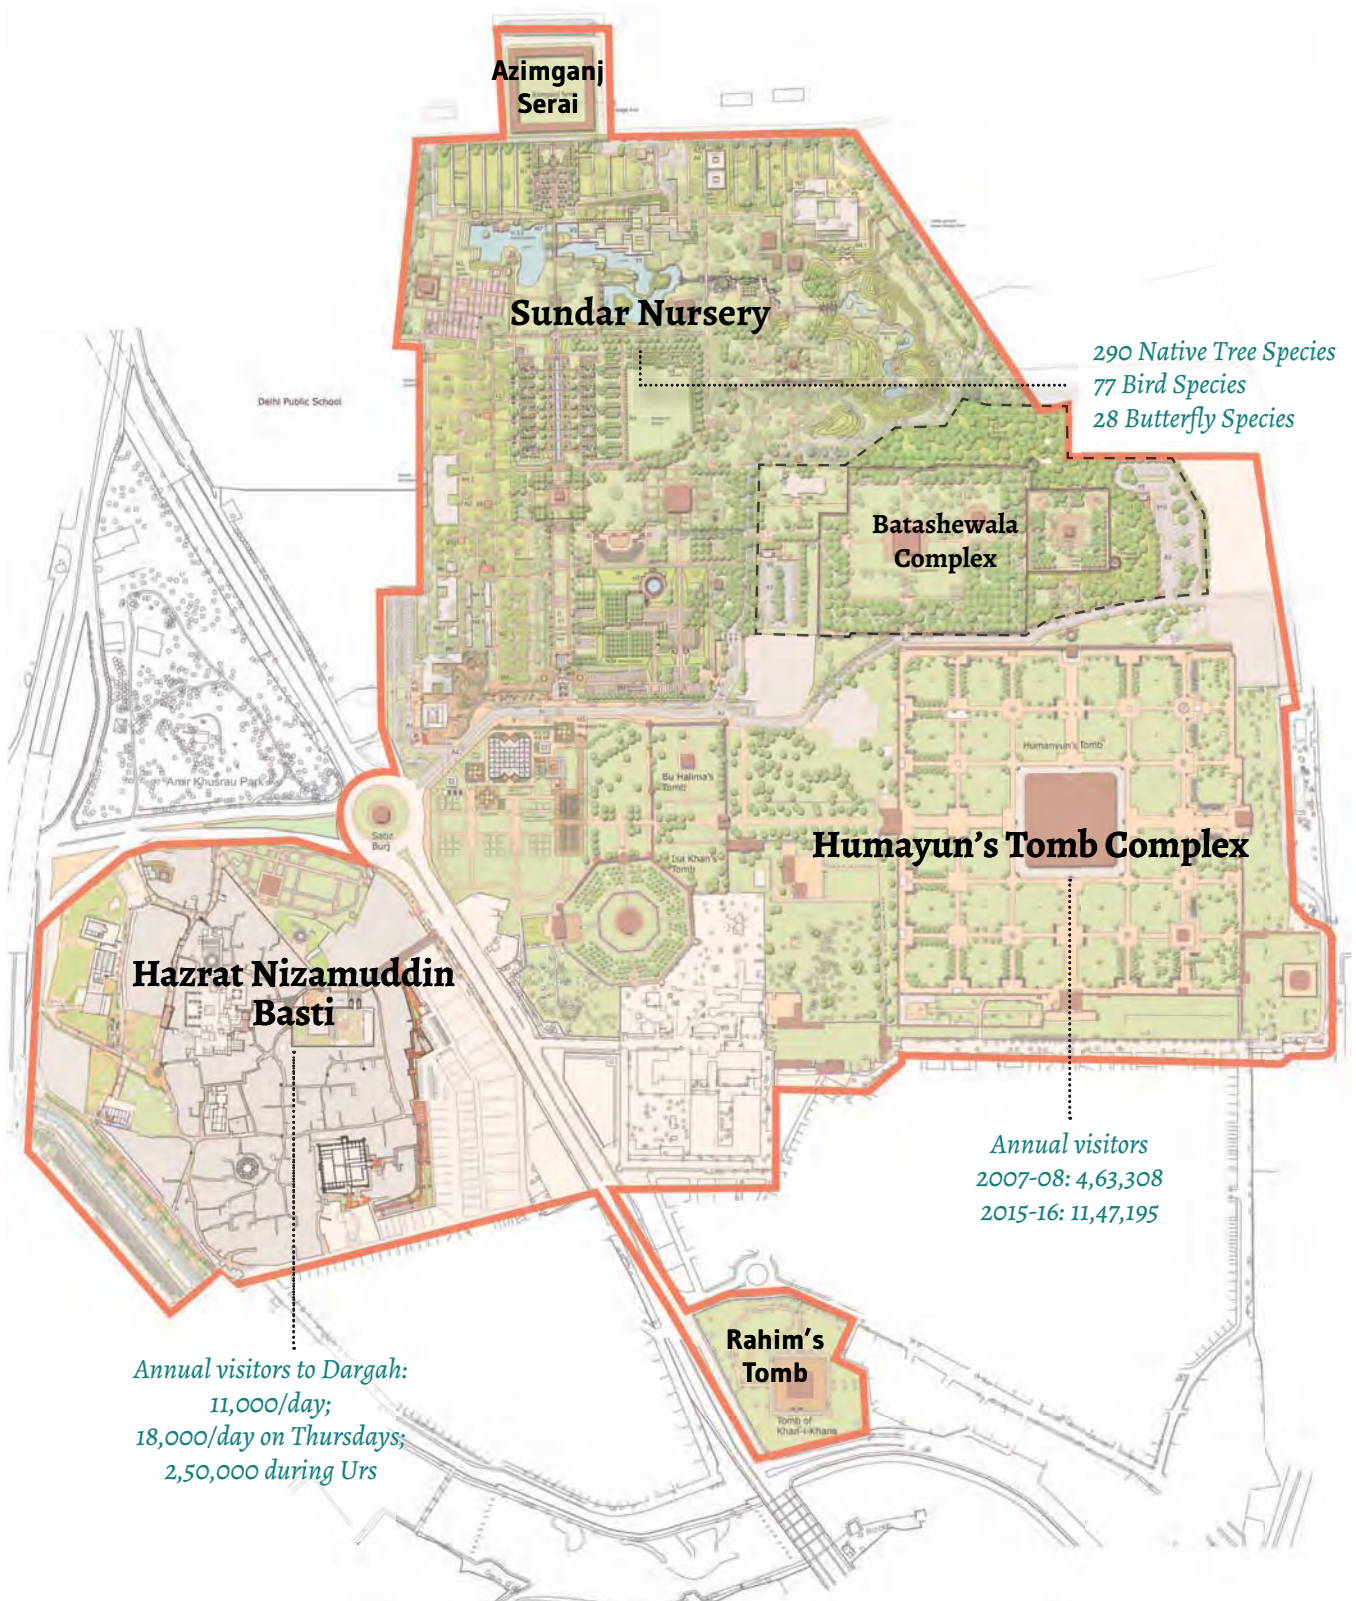 Azimganj
Serai
Sundar Nursery
290 Native Tree Species
77 Bird Species
28 Butterfly Species
Delhi Public School
Batashewala
Complex
Humanyun's Tomb
Bu Halima's
Tomb
Amir Khusrau Park
Sabz
Burj
Humayun's Tomb Complex
Isa Khan's
Tomb
Hazrat Nizamuddin
Basti
Annual visitors
2007-08: 4,63,308
2015-16: 11,47,195
Rahim's
Tomb
Tomb of
Khan-i-Khana
Annual visitors to Dargah:
11,000/day;
18,000/day on Thursdays;
2,50,000 during Urs